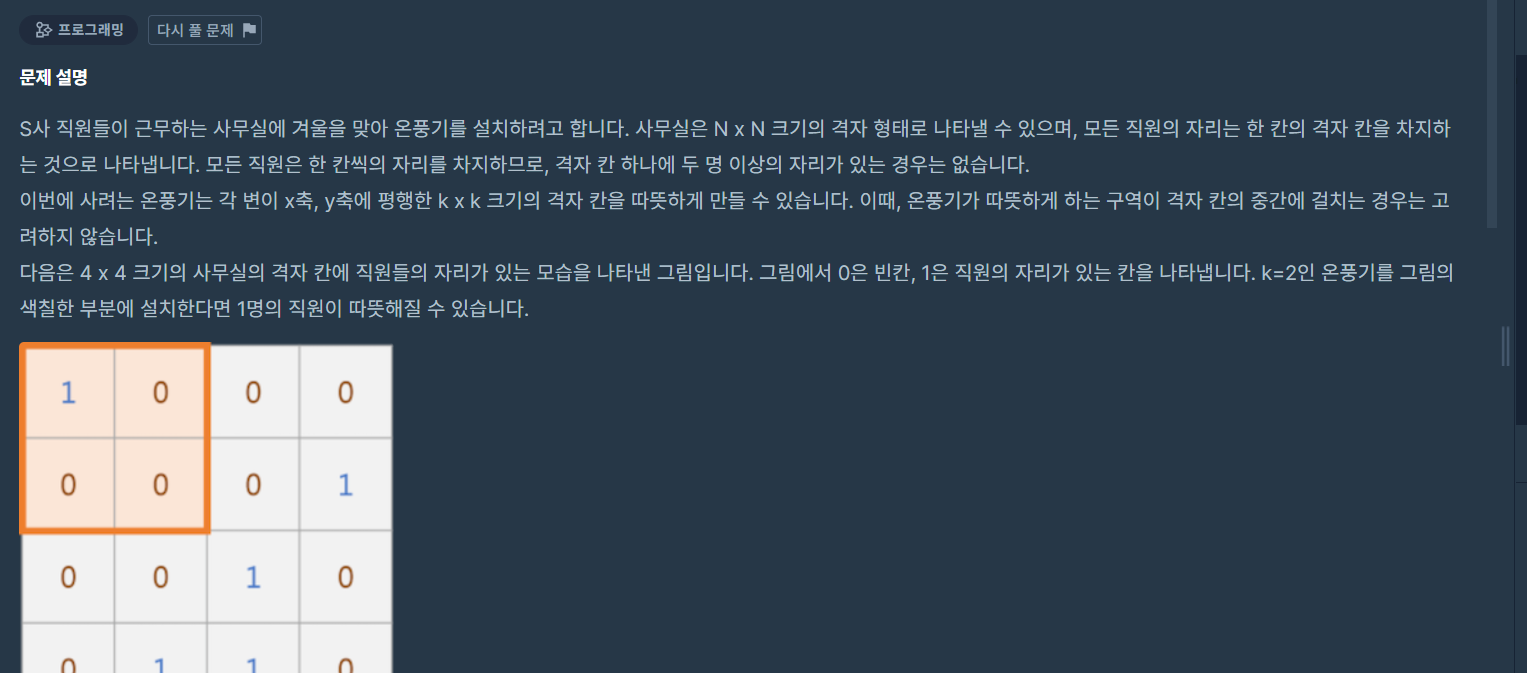 프로그래밍 다시 풀 문제
문제 설명
S사 직원들이 근무하는 사무실에 겨울을 맞아 온풍기를 설치하려고 합니다. 사무실은 N x N 크기의 격자 형태로 나타낼 수 있으며, 모든 직원의 자리는 한 칸의 격자 칸을 차지하
는 것으로 나타냅니다. 모든 직원은 한 칸씩의 자리를 차지하므로, 격자 칸 하나에 두 명 이상의 자리가 있는 경우는 없습니다.
이번에 사려는 온풍기는 각 변이 x축, y축에 평행한 k x k 크기의 격자 칸을 따뜻하게 만들 수 있습니다. 이때, 온풍기가 따뜻하게 하는 구역이 격자 칸의 중간에 걸치는 경우는 고
려하지 않습니다.
다음은 4 x 4 크기의 사무실의 격자 칸에 직원들의 자리가 있는 모습을 나타낸 그림입니다. 그림에서 0은 빈칸, 1은 직원의 자리가 있는 칸을 나타냅니다. k=2인 온풍기를 그림의
색칠한 부분에 설치한다면 1명의 직원이 따뜻해질 수 있습니다.
1 0 0 0
0 0 0 1
0 0 1 0
0 1 1 0